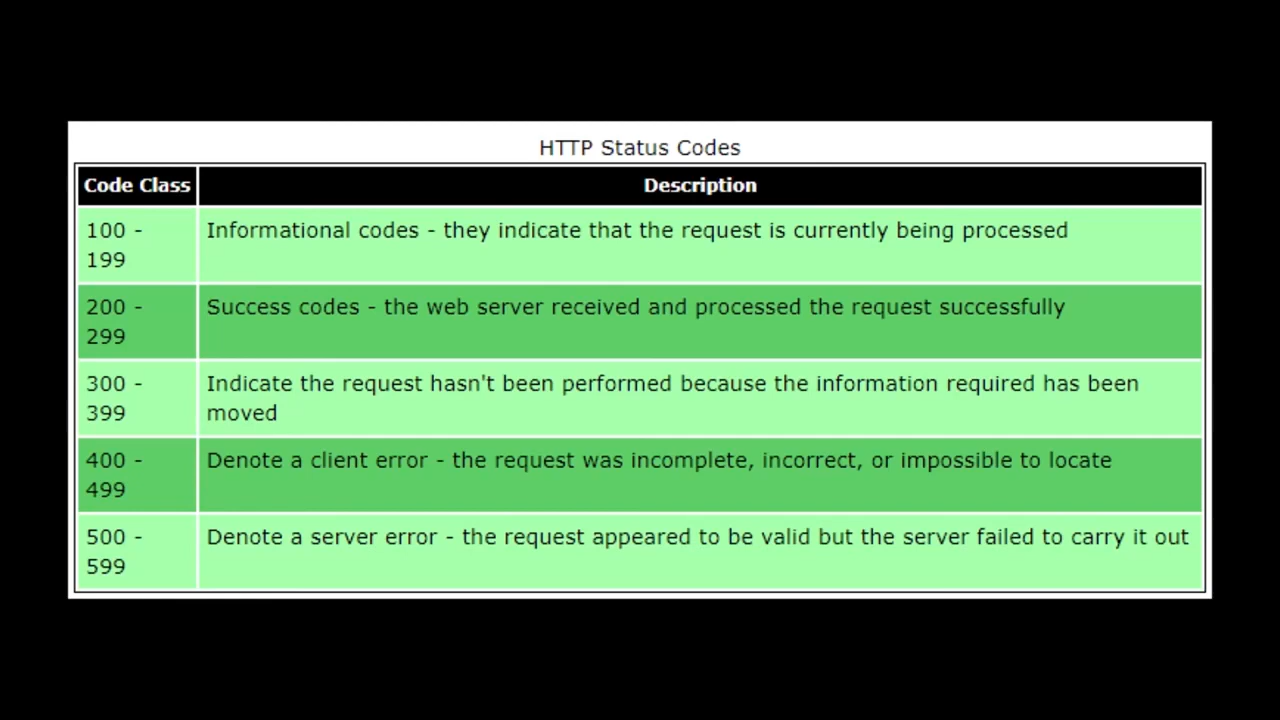 HTTP Status Codes
Code Class Description
100 - Informational codes - they indicate that the request is currently being processed
199
200 - Success codes - the web server received and processed the request successfully
299
300 - Indicate the request hasn't been performed because the information required has been
399 moved
400 - Denote a client error - the request was incomplete, incorrect, or impossible to locate
499
500 - Denote a server error - the request appeared to be valid but the server failed to carry it out
599